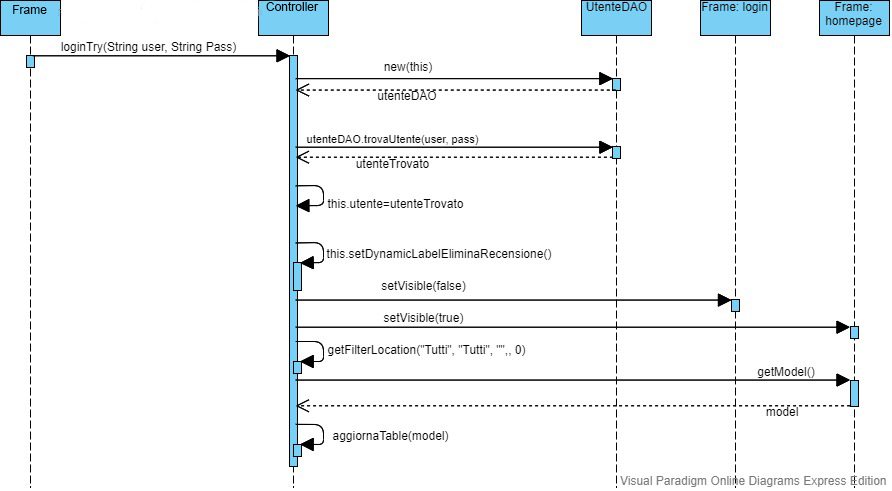 Frame
Controller
UtenteDAO
Frame: login
Frame:
homepage
loginTry(String user, String Pass)
new(this)
utenteDAO
utenteDAO.trovaUtente(user, pass)
utenteTrovato
this.utente=utenteTrovato
this.setDynamicLabelEliminaRecensione()
setVisible(false)
setVisible(true)
getFilterLocation("Tutti", "Tutti", "",, 0)
getModel()
model
aggiornaTable(model)
Visual Paradigm Online Diagrams Express Edition